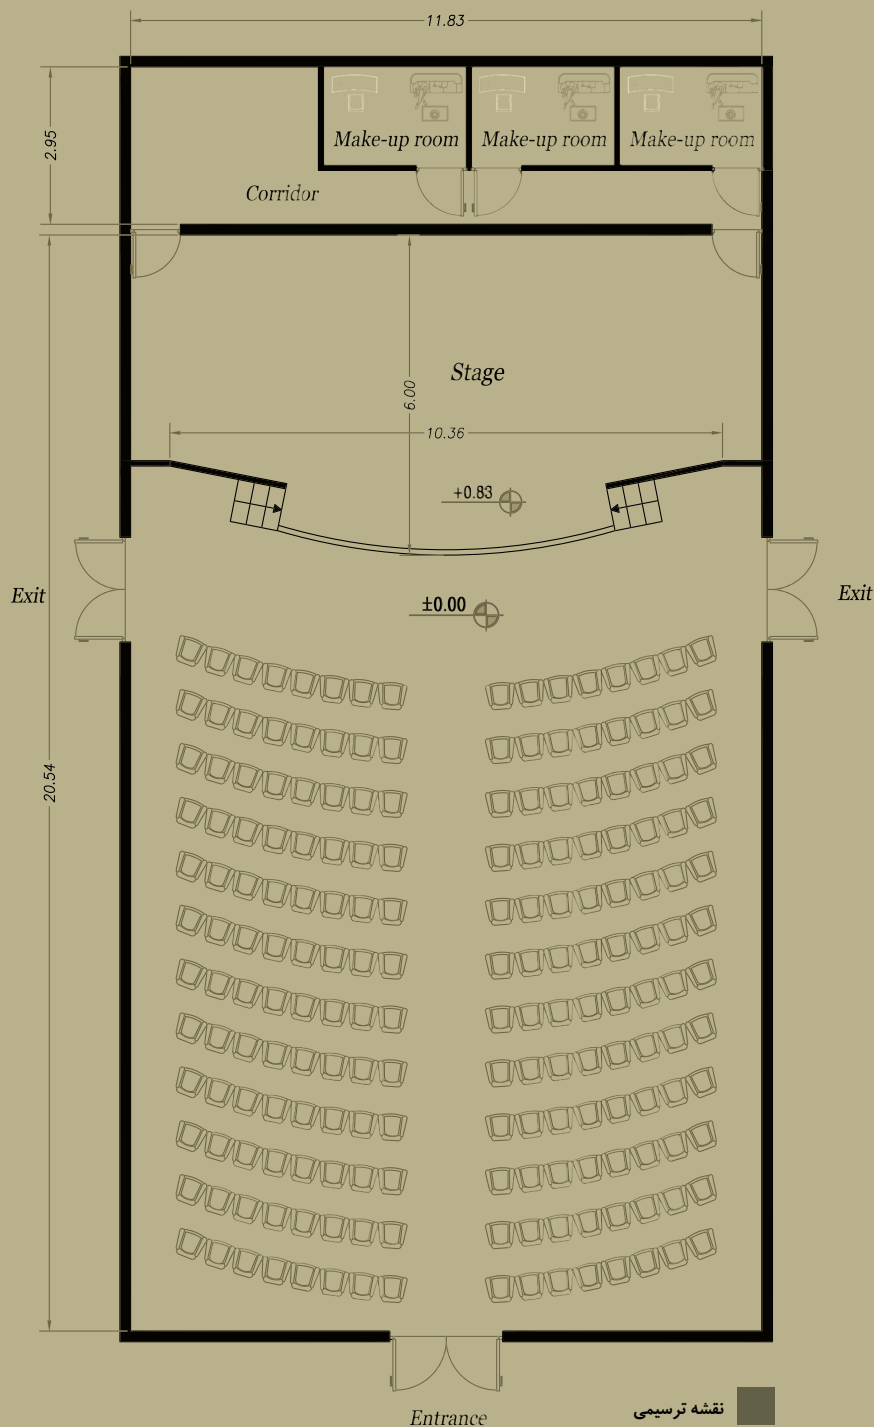 11.83
2.95
Make-up room
Make-up room
Make-up room
Corridor
Stage
6.00
10.36
+0.83
Exit
Exit
±0.00
20.54
Entrance
نقشه ترسیمی